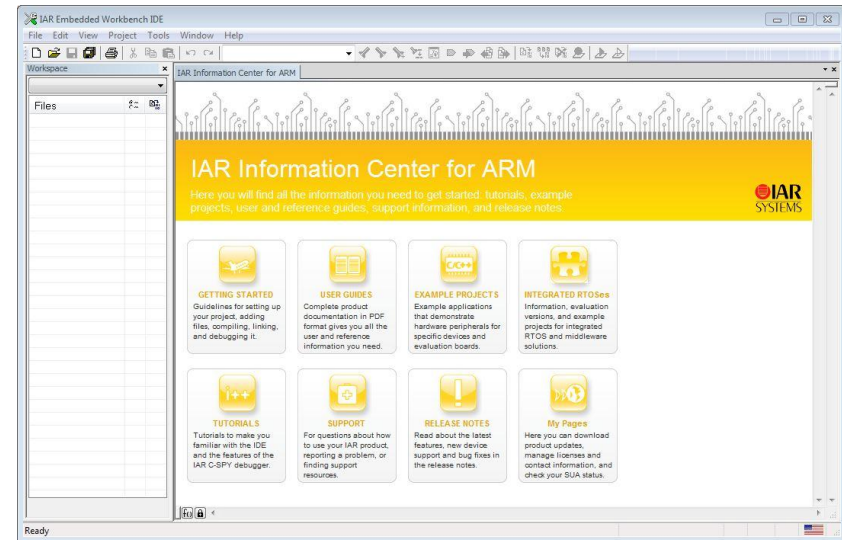 IAR Embedded Workbench IDE
File Edit View Project Tools Window Help
Workspace
IAR Information Center for ARM
Files
IAR Information Center for ARM
Here you will find all the information you need to get started: tutorials, example
projects, user and reference guides, support information, and release notes.
IAR
SYSTEMS
GETTING STARTED
Guidelines for setting up
your project, adding
files, compiling, linking,
and debugging it.
USER GUIDES
Complete product
documentation in PDF
format gives you all the
user and reference
information you need.
C/C++
EXAMPLE PROJECTS
Example applications
that demonstrate
hardware peripherals for
specific devices and
evaluation boards.
INTEGRATED RTOSes
Information, evaluation
versions, and example
projects for integrated
RTOS and middleware
solutions.
i++
TUTORIALS
Tutorials to make you
familiar with the IDE
and the features of the
IAR C-SPY debugger.
SUPPORT
For questions about how
to use your IAR product,
reporting a problem, or
finding support
resources.
RELEASE NOTES
Read about the latest
features, new device
support and bug fixes in
the release notes.
My Pages
Here you can download
product updates,
manage licenses and
contact information, and
check your SUA status.
Ready